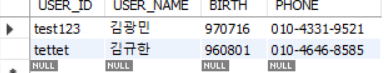 USER_ID USER_NAME BIRTH PHONE
test123 김광민 970716 010-4331-9521
tettet 김규한 960801 010-4646-8585
NULL NULL NULL NULL